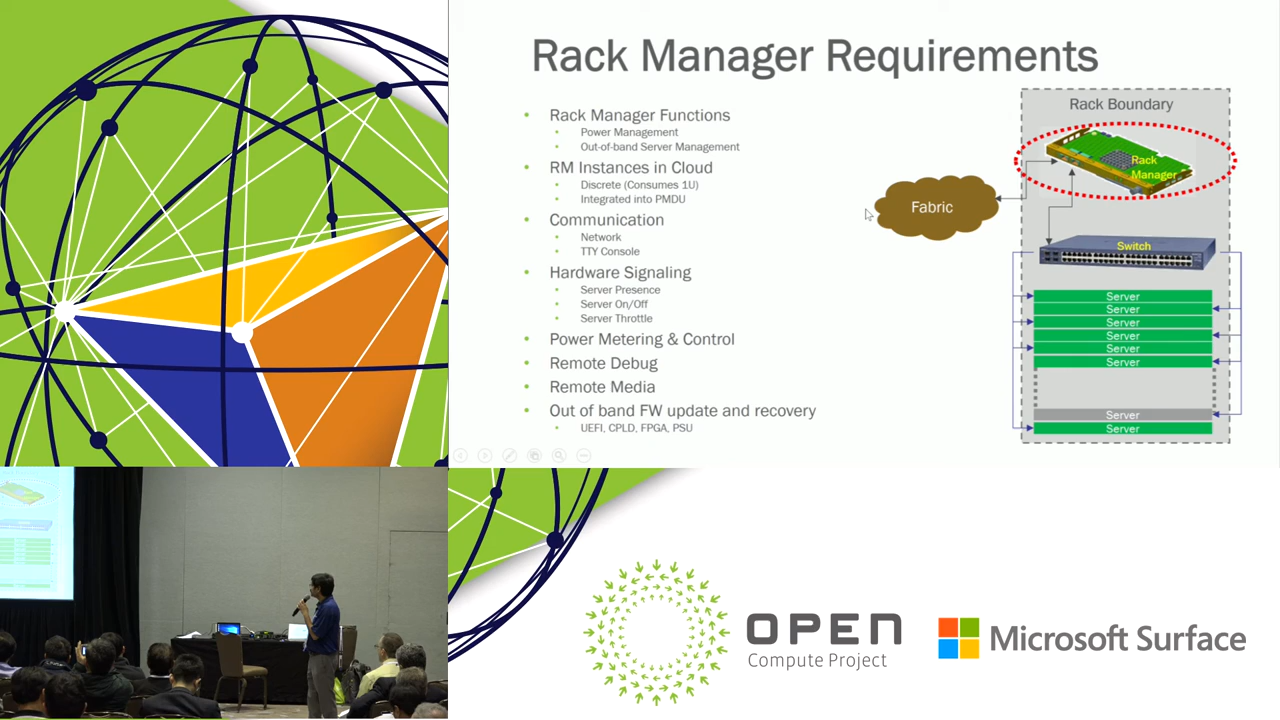 Rack Manager Requirements
• Rack Manager Functions
• Power Management
• Out-of-band Server Management
• RM Instances in Cloud
• Discrete (Consumes 1U)
• Integrated into PMDU
• Communication
• Network
• TTY Console
• Hardware Signaling
• Server Presence
• Server On/Off
• Server Throttle
• Power Metering & Control
• Remote Debug
• Remote Media
• Out of band FW update and recovery
• UEFI, CPLD, FPGA, PSU
Rack Boundary
Rack
Manager
Fabric
Switch
Server
Server
Server
Server
Server
Server
Server
Server
OPEN
Compute Project
Microsoft Surface